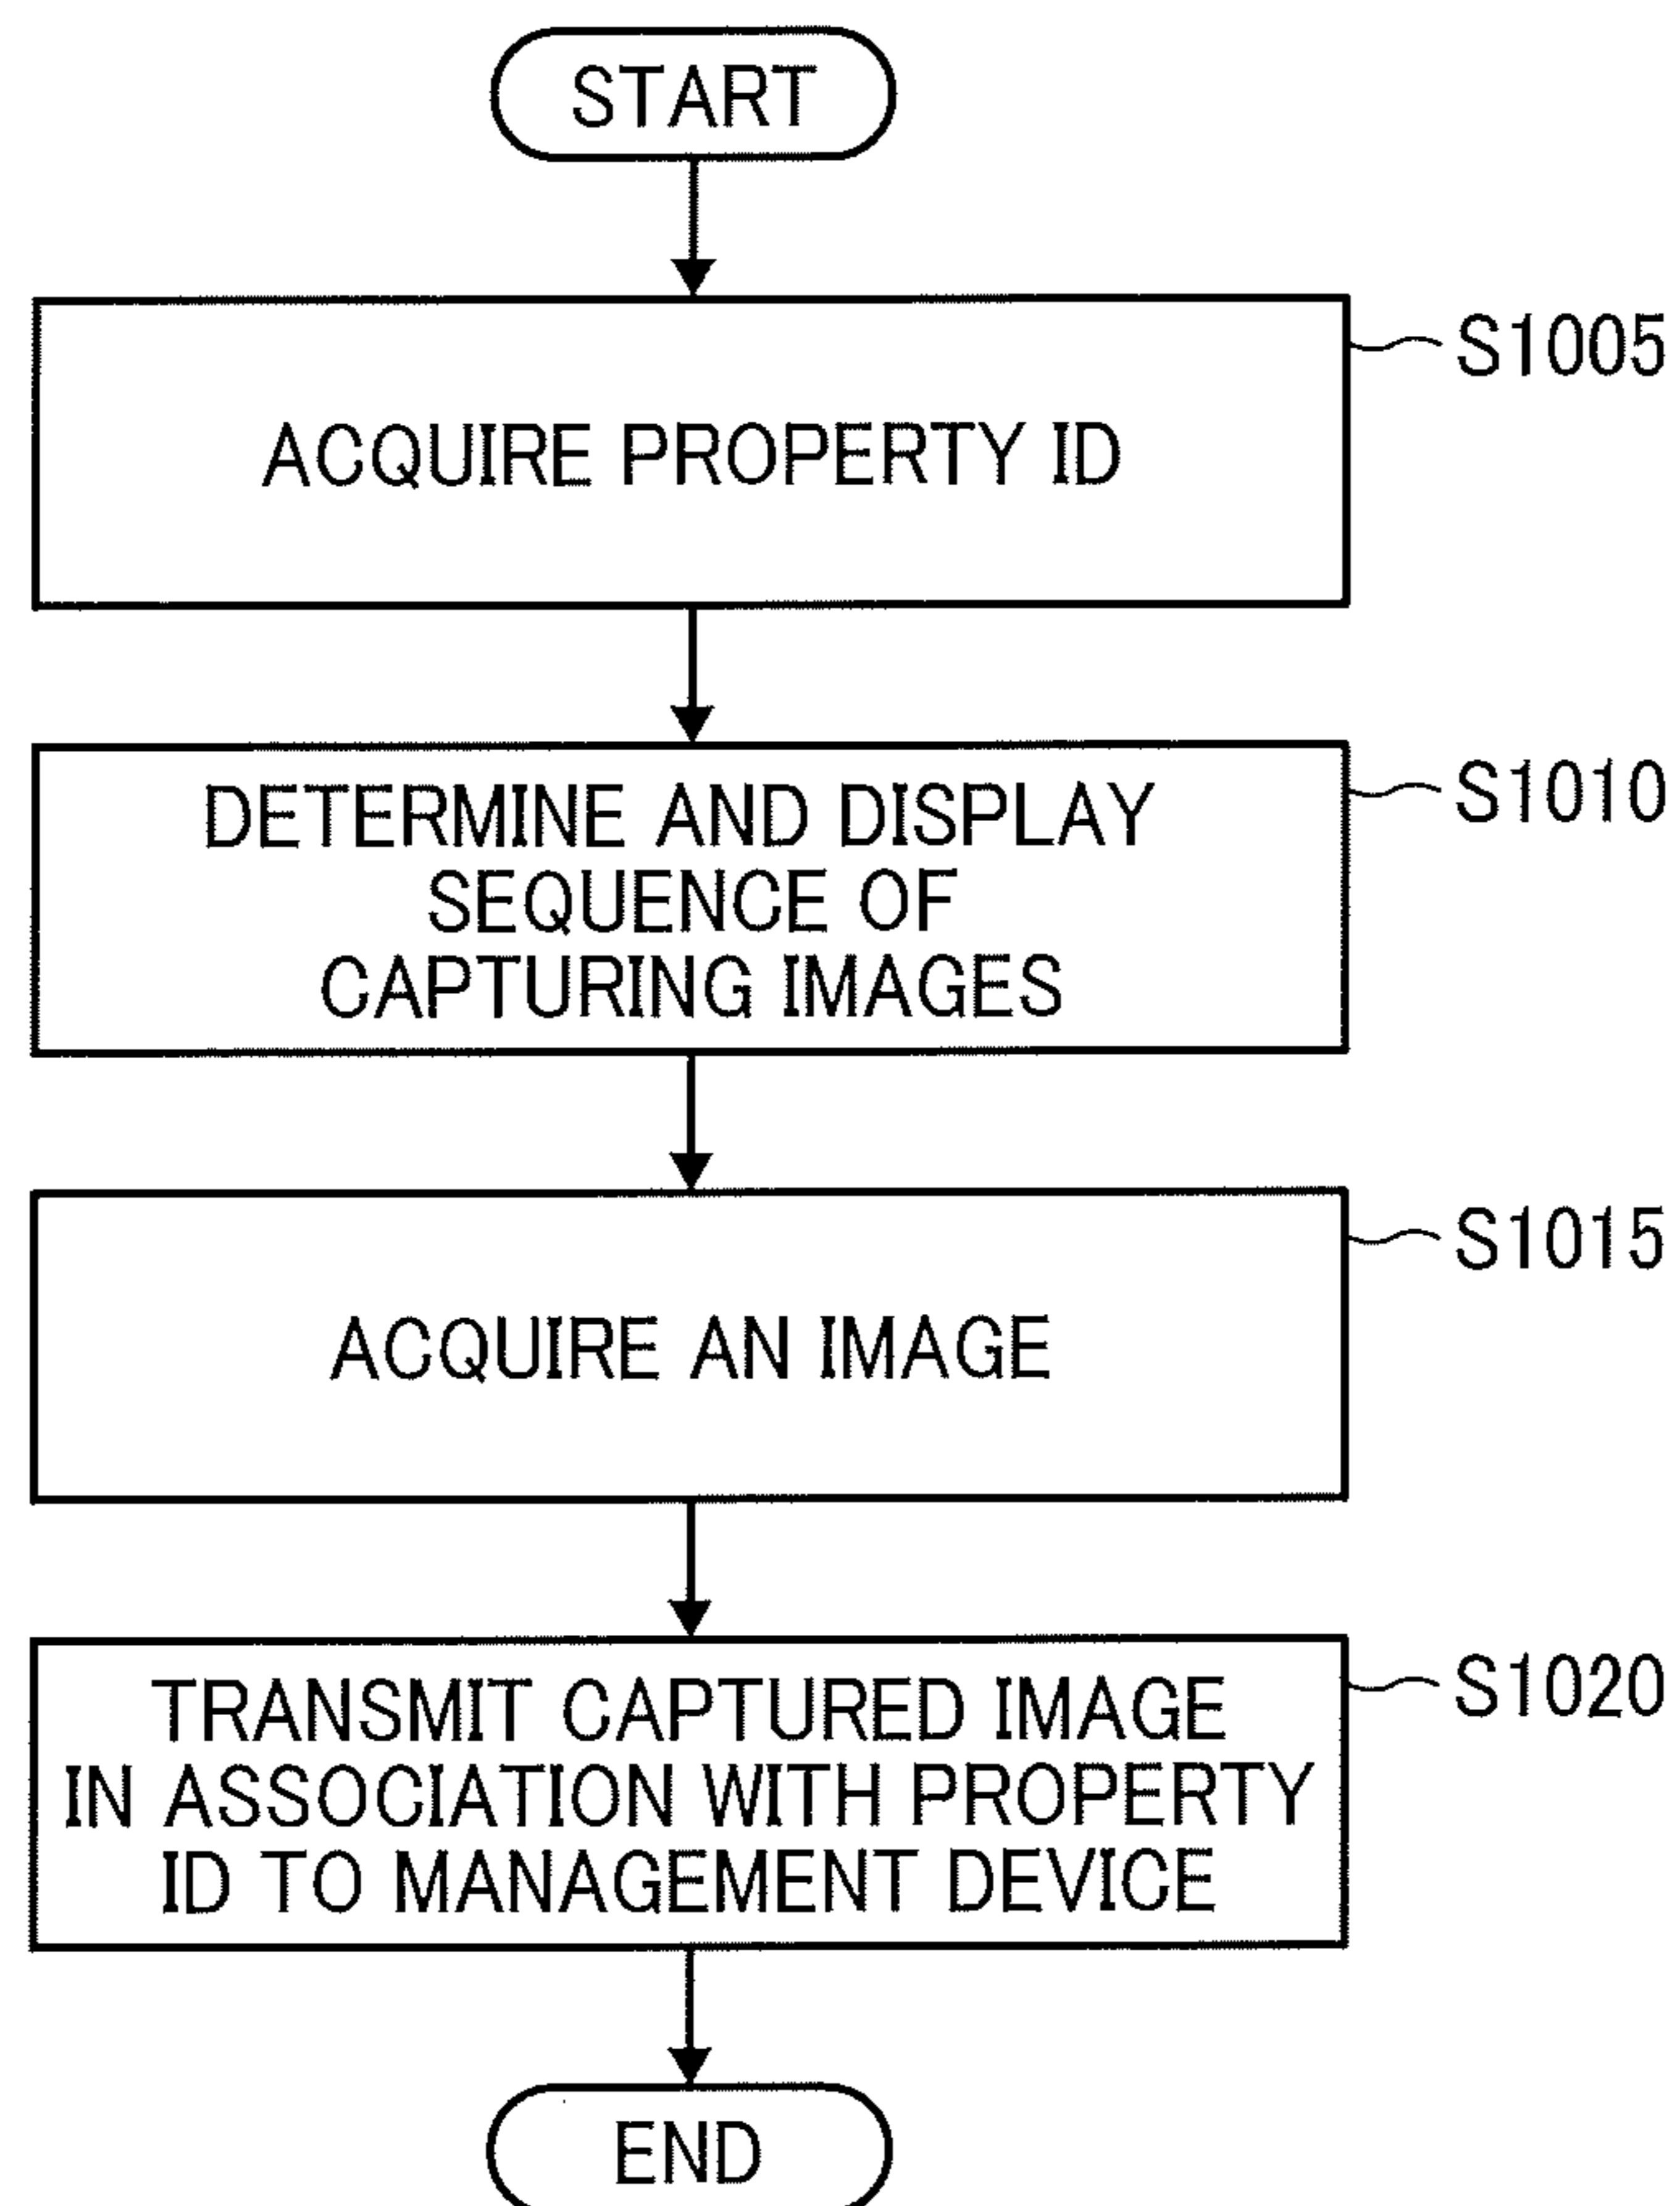 START
ACQUIRE PROPERTY ID
S1005
DETERMINE AND DISPLAY
SEQUENCE OF
CAPTURING IMAGES
S1010
ACQUIRE AN IMAGE
S1015
TRANSMIT CAPTURED IMAGE
IN ASSOCIATION WITH PROPERTY
ID TO MANAGEMENT DEVICE
S1020
END